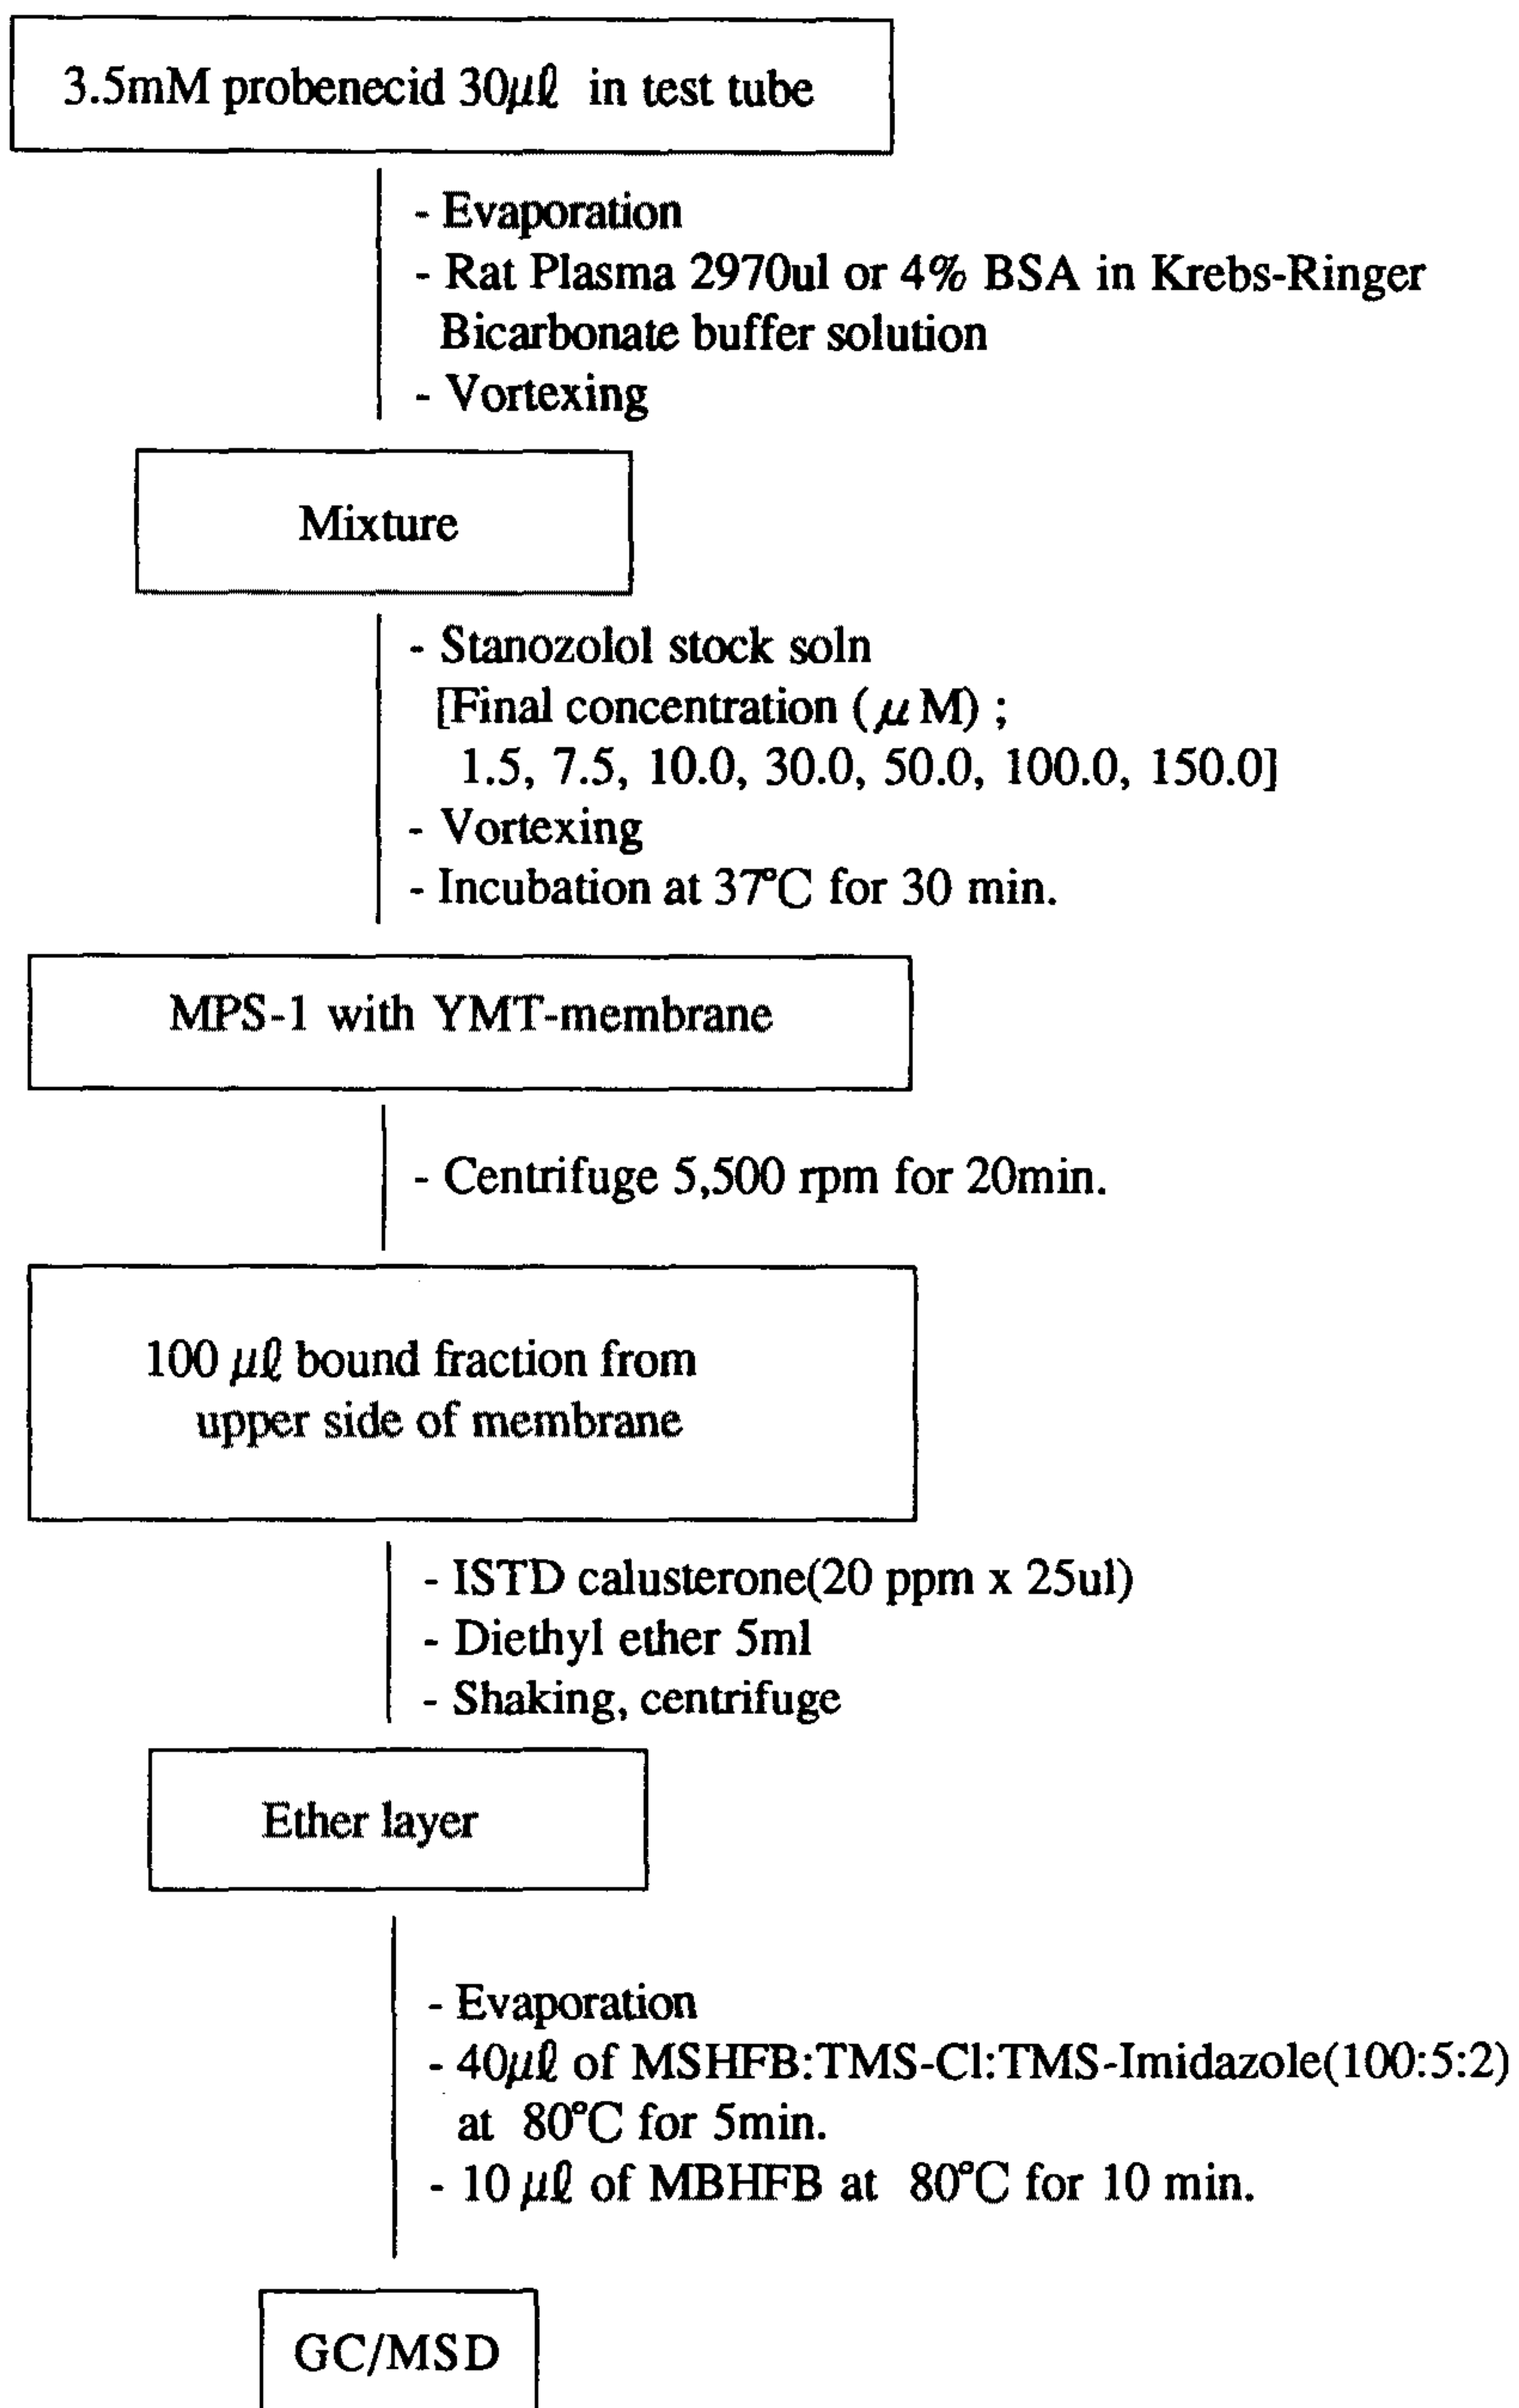 3.5mM probenecid 30μℓ in test tube
- Evaporation
- Rat Plasma 2970ul or 4% BSA in Krebs-Ringer
Bicarbonate buffer solution
- Vortexing
Mixture
- Stanozolol stock soln
[Final concentration (μM) ;
1.5, 7.5, 10.0, 30.0, 50.0, 100.0, 150.0]
- Vortexing
- Incubation at 37℃ for 30 min.
MPS-1 with YMT-membrane
- Centrifuge 5,500 rpm for 20min.
100 μℓ bound fraction from
upper side of membrane
- ISTD calusterone(20 ppm x 25ul)
- Diethyl ether 5ml
- Shaking, centrifuge
Ether layer
- Evaporation
- 40μℓ of MSHFB:TMS-Cl:TMS-Imidazole(100:5:2)
at 80℃ for 5min.
- 10 μℓ of MBHFB at 80℃ for 10 min.
GC/MSD